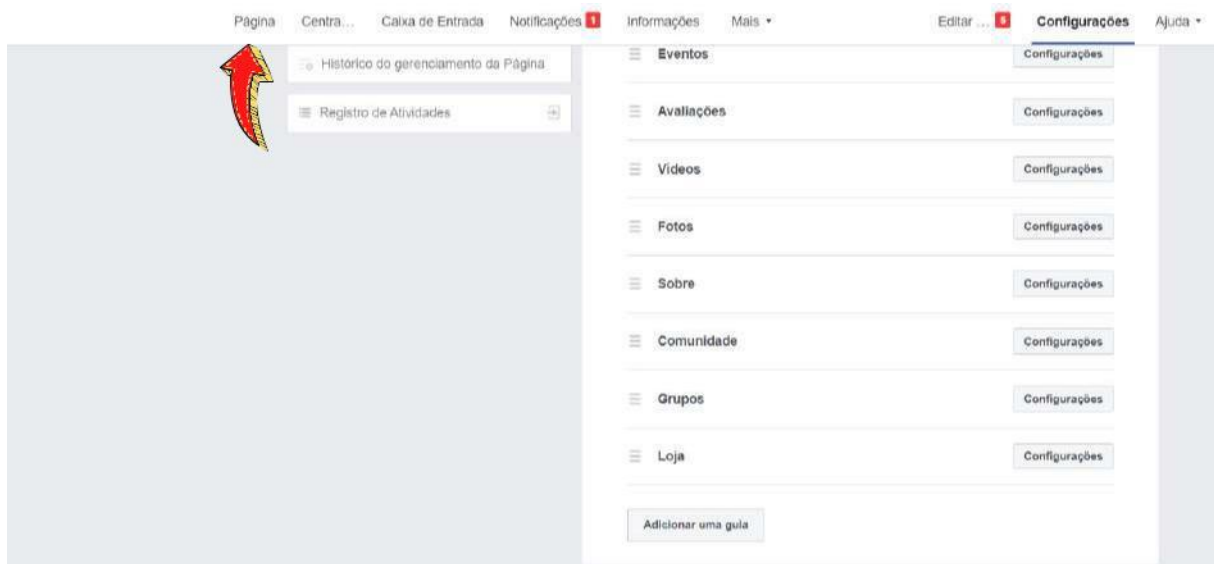 Página Centra... Caixa de Entrada Notificações 1 Informações Mais Editar ... 5 Configurações Ajuda
Histórico do gerenciamento da Página
Registro de Atividades
Eventos Configurações
Avaliações Configurações
Vídeos Configurações
Fotos Configurações
Sobre Configurações
Comunidade Configurações
Grupos Configurações
Loja Configurações
Adicionar uma guia